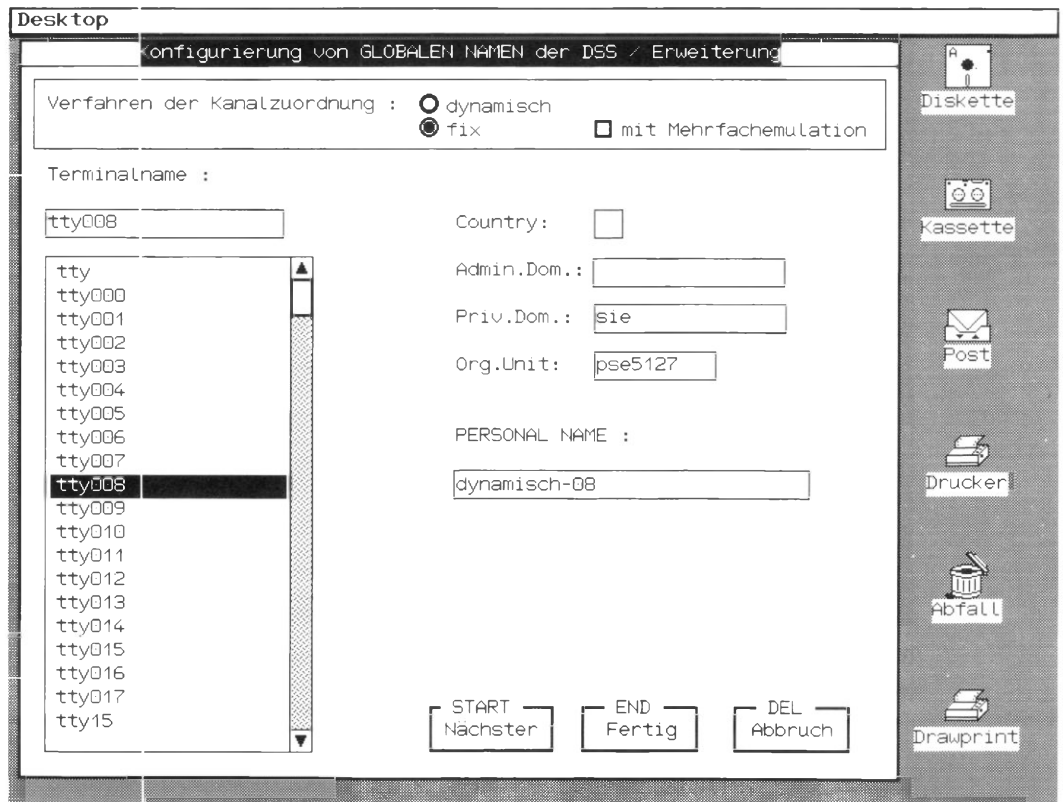 Desktop
Konfigurierung von GLOBALEN NAMEN der DSS / Erweiterung
Verfahren der Kanalzuordnung :
dynamisch
fix
mit Mehrfachemulation
Terminalname :
tty008
tty
tty000
tty001
tty002
tty003
tty004
tty005
tty006
tty007
tty008
tty009
tty010
tty011
tty012
tty013
tty014
tty015
tty016
tty017
tty15
Country:
Admin.Dom.:
Priv.Dom.: sie
Org.Unit: pse5127
PERSONAL NAME :
dynamisch-08
START
Nächster
END
Fertig
DEL
Abbruch
A
Diskette
Kassette
Post
Drucker
Abfall
Drawprint